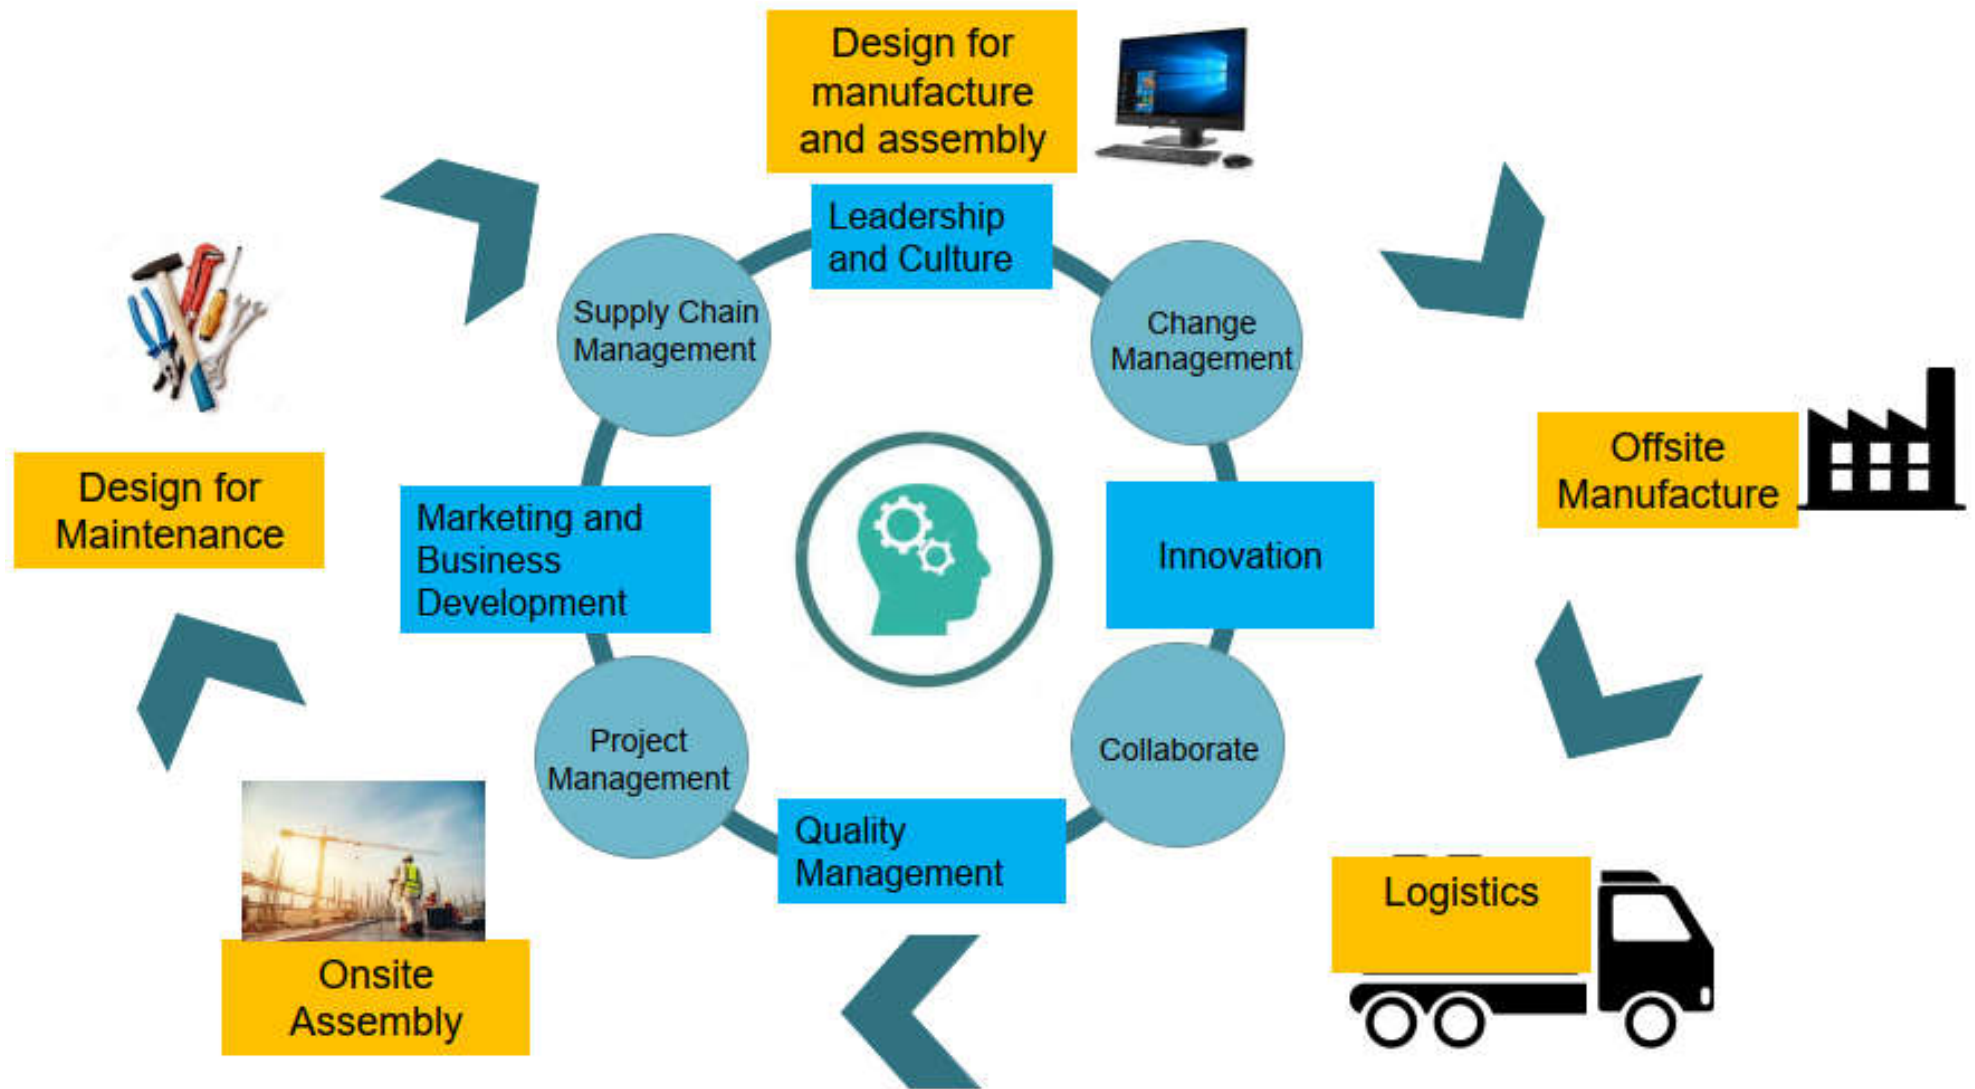 Design for
manufacture
and assembly
Leadership
and Culture
Supply Chain
Management
Change
Management
Offsite
Manufacture
Design for
Maintenance
Marketing and
Business
Development
Innovation
Project
Management
Collaborate
Quality
Management
Logistics
Onsite
Assembly